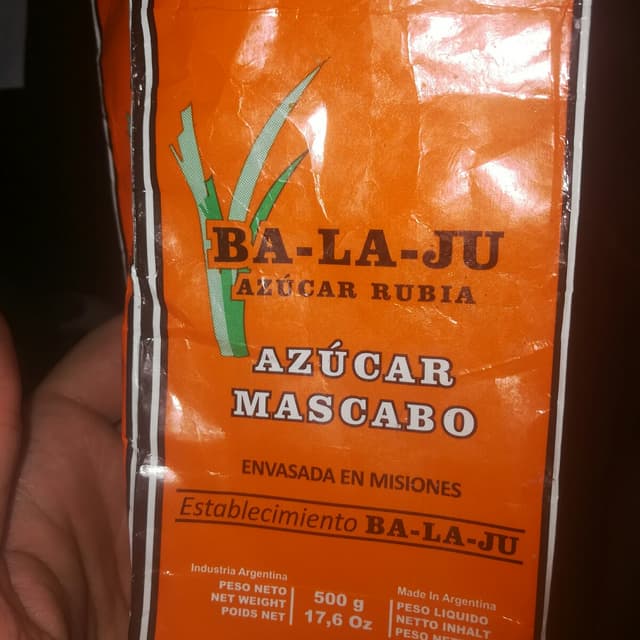 BA-LA-JU
AZÚCAR RUBIA
AZÚCAR
MASCABO
ENVASADA EN MISIONES
Establecimiento BA-LA-JU
Industria Argentina
PESO NETO
NET WEIGHT
POIDS NET
500 g
17,6 Oz
Made In Argentina
PESO LIQUIDO
NETTO INHALT
PESO